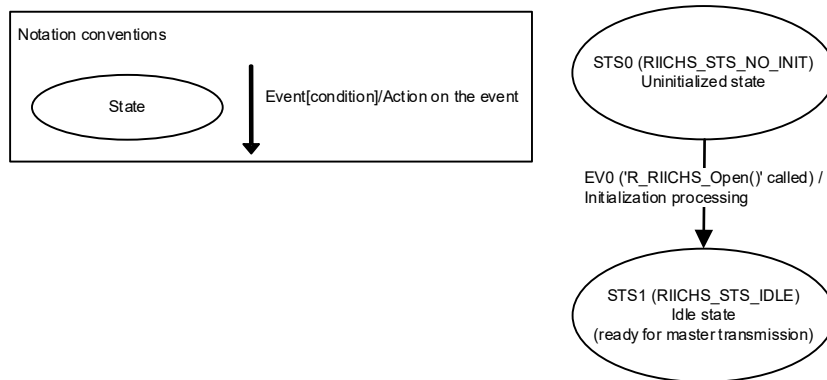 Notation conventions
State
Event[condition]/Action on the event
STS0 (RIICHS_STS_NO_INIT)
Uninitialized state
EV0 ('R_RIICHS_Open()' called) /
Initialization processing
STS1 (RIICHS_STS_IDLE)
Idle state
(ready for master transmission)